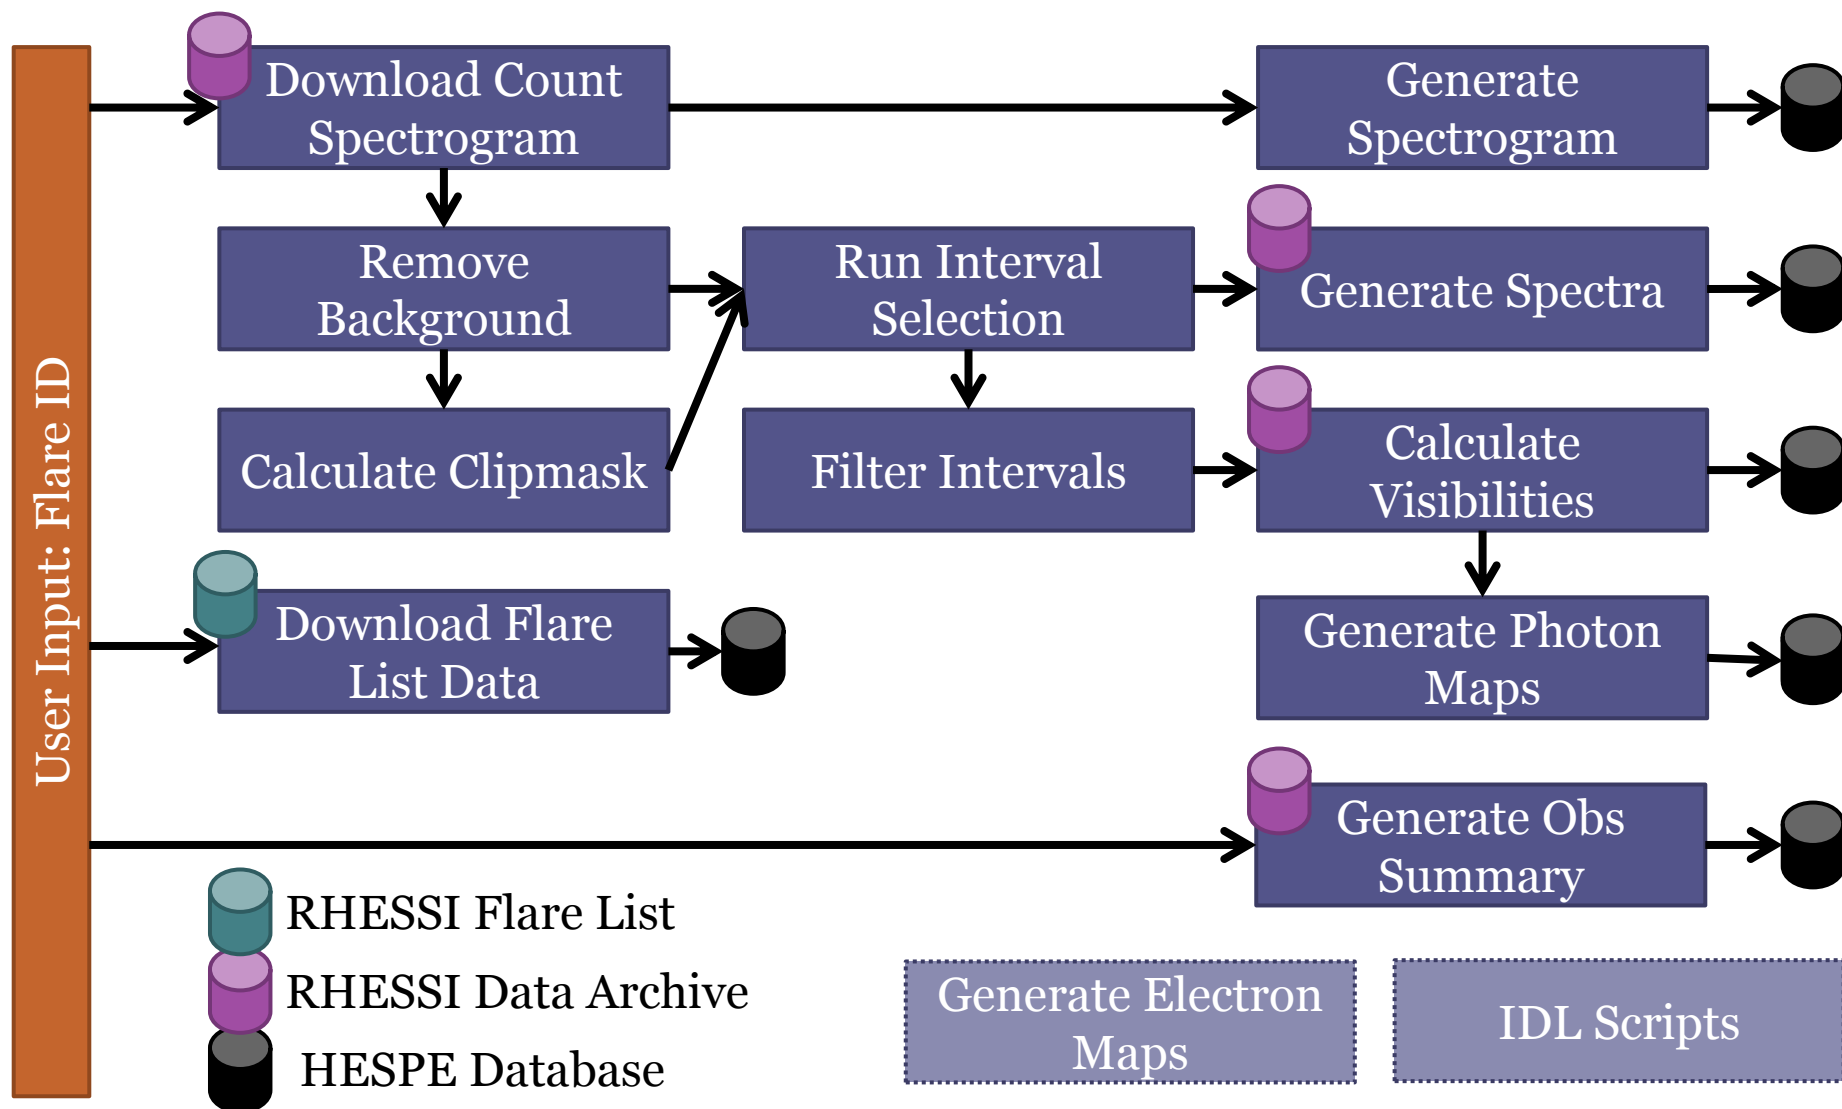 User Input: Flare ID
Download Count
Spectrogram
Generate
Spectrogram
Remove
Background
Run Interval
Selection
Generate Spectra
Calculate Clipmask
Filter Intervals
Calculate
Visibilities
Download Flare
List Data
Generate Photon
Maps
Generate Obs
Summary
RHESSI Flare List
RHESSI Data Archive
HESPE Database
Generate Electron
Maps
IDL Scripts